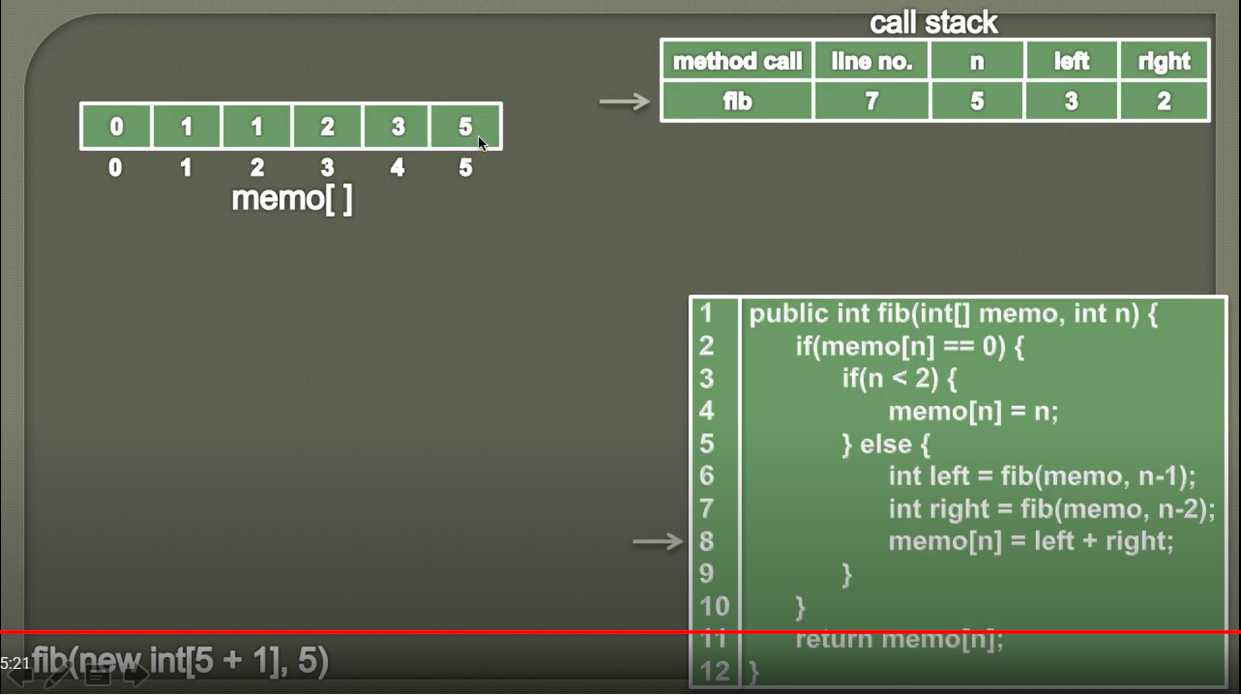 call stack
method call line no. n left right
fib 7 5 3 2
0 1 1 2 3 5
0 1 2 3 4 5
memo[ ]
1 public int fib(int[] memo, int n) {
2 if(memo[n] == 0) {
3 if(n < 2) {
4 memo[n] = n;
5 } else {
6 int left = fib(memo, n-1);
7 int right = fib(memo, n-2);
8 memo[n] = left + right;
9 }
10 }
11 return memo[n];
12 }
5:21 fib(new int[5 + 1], 5)